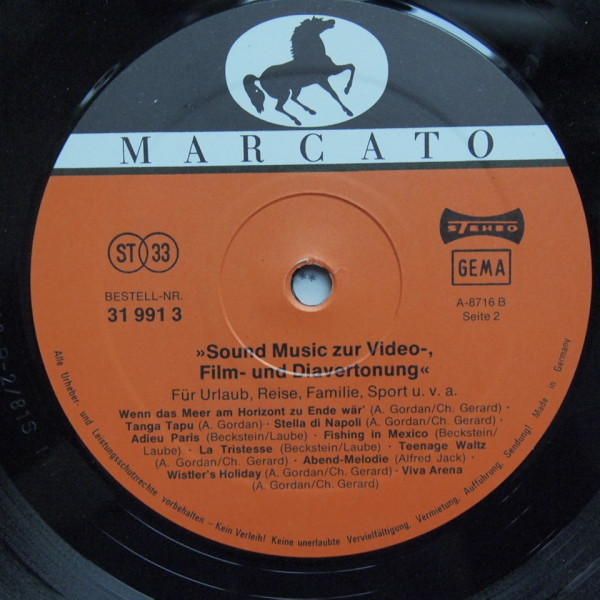 MARCATO
ST 33
STEREO
GEMA
BESTELL-NR.
31 991 3
A-8716 B
Seite 2
»Sound Music zur Video-,
Film- und Diavertonung«
Für Urlaub, Reise, Familie, Sport u. v. a.
Wenn das Meer am Horizont zu Ende wär' (A. Gordan/Ch. Gerard) ·
Tanga Tapu (A. Gordan) · Stella di Napoli (A. Gordan/Ch. Gerard) ·
Adieu Paris (Beckstein/Laube) · Fishing in Mexico (Beckstein/
Laube) · La Tristesse (Beckstein/Laube) · Teenage Waltz
(A. Gordan/Ch. Gerard) · Abend-Melodie (Alfred Jack) ·
Wistler's Holiday (A. Gordan/Ch. Gerard) · Viva Arena
(A. Gordan/Ch. Gerard)
Alle Urheber- und Leistungsschutzrechte vorbehalten – Kein Verleih! Keine unerlaubte Vervielfältigung, Vermietung, Aufführung, Sendung! Made in Germany